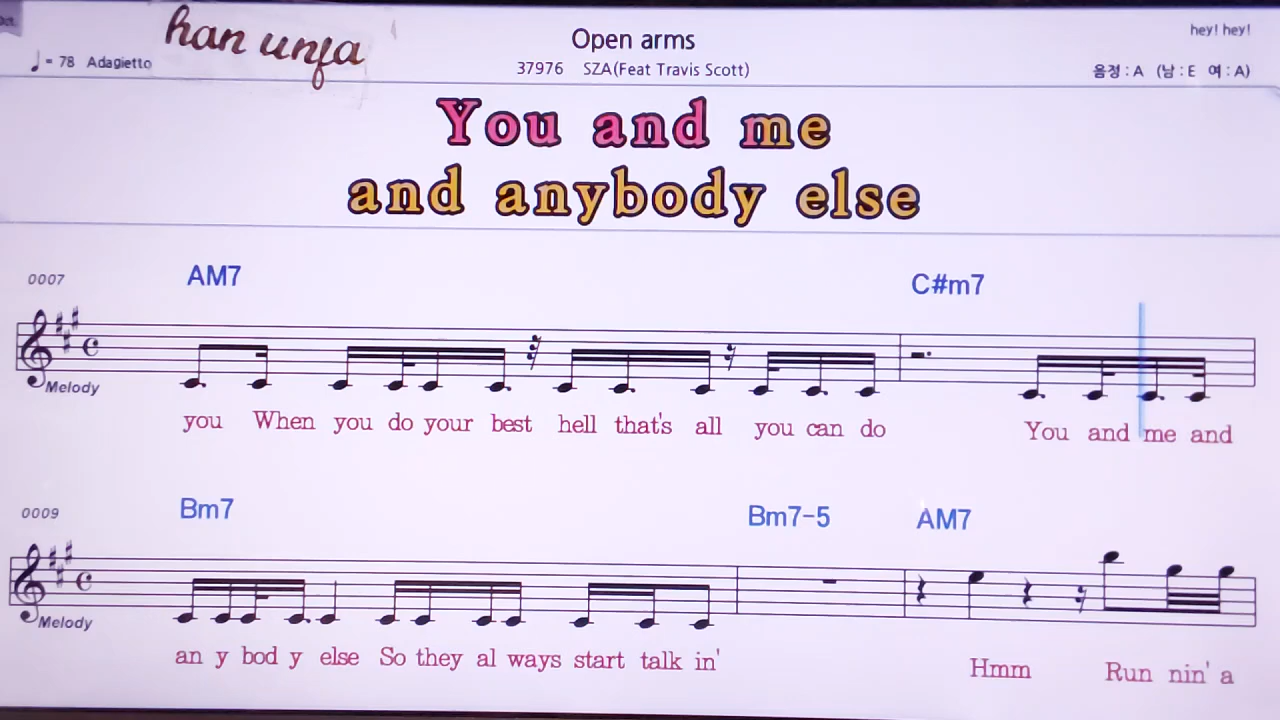 han unfa
Open arms
hey! hey!
♩= 78 Adagietto
37976 SZA(Feat Travis Scott)
음정 : A (남 : E 여 : A)
You and me
and anybody else
0007
AM7
C#m7
Melody
you When you do your best hell that's all you can do You and me and
0009
Bm7
Bm7-5
AM7
Melody
an y bod y else So they al ways start talk in' Hmm Run nin' a